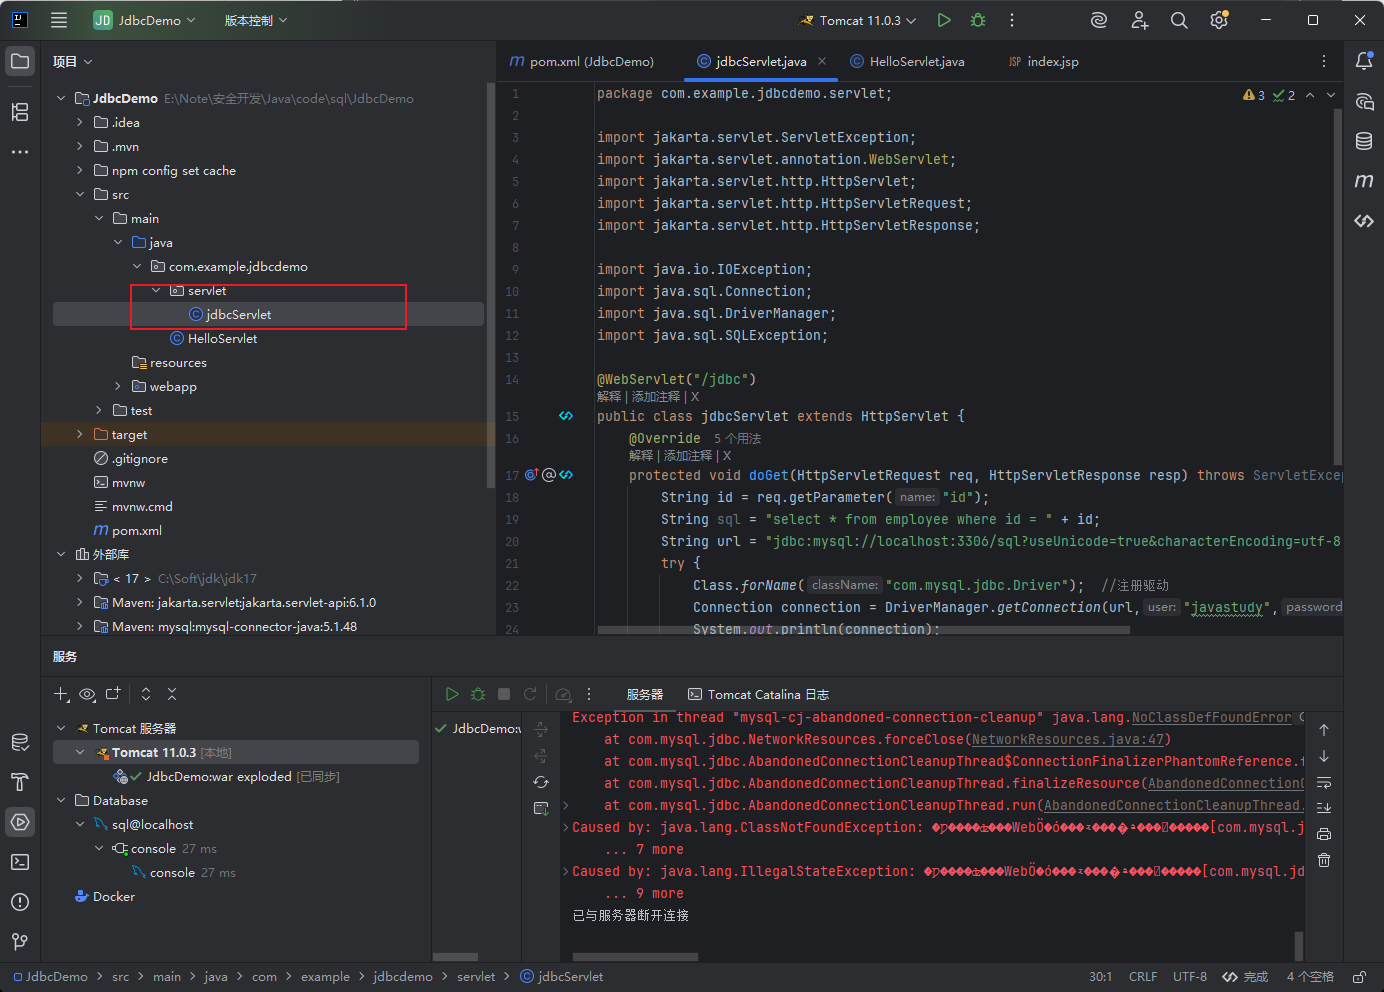 JD JdbcDemo 版本控制 Tomcat 11.0.3
项目
JdbcDemo E:\Note\安全开发\Java\code\sql\JdbcDemo
.idea
.mvn
npm config set cache
src
main
java
com.example.jdbcdemo
servlet
jdbcServlet
HelloServlet
resources
webapp
test
target
.gitignore
mvnw
mvnw.cmd
pom.xml
外部库
< 17 > C:\Soft\jdk\jdk17
Maven: jakarta.servlet:jakarta.servlet-api:6.1.0
Maven: mysql:mysql-connector-java:5.1.48
pom.xml (JdbcDemo) jdbcServlet.java HelloServlet.java JSP index.jsp
3 2
1 package com.example.jdbcdemo.servlet;
2
3 import jakarta.servlet.ServletException;
4 import jakarta.servlet.annotation.WebServlet;
5 import jakarta.servlet.http.HttpServlet;
6 import jakarta.servlet.http.HttpServletRequest;
7 import jakarta.servlet.http.HttpServletResponse;
8
9 import java.io.IOException;
10 import java.sql.Connection;
11 import java.sql.DriverManager;
12 import java.sql.SQLException;
13
14 @WebServlet("/jdbc")
解释 | 添加注释 | X
15 public class jdbcServlet extends HttpServlet {
16 @Override 5 个用法
解释 | 添加注释 | X
17 protected void doGet(HttpServletRequest req, HttpServletResponse resp) throws ServletExcep
18 String id = req.getParameter( name: "id");
19 String sql = "select * from employee where id = " + id;
20 String url = "jdbc:mysql://localhost:3306/sql?useUnicode=true&characterEncoding=utf-8
21 try {
22 Class.forName( className: "com.mysql.jdbc.Driver"); //注册驱动
23 Connection connection = DriverManager.getConnection(url, user: "javastudy", password
24 System.out.println(connection);
服务
Tomcat 服务器
Tomcat 11.0.3 [本地]
JdbcDemo:war exploded [已同步]
Database
sql@localhost
console 27 ms
console 27 ms
Docker
服务器 Tomcat Catalina 日志
JdbcDemo:w
Exception in thread "mysql-cj-abandoned-connection-cleanup" java.lang.NoClassDefFoundError
at com.mysql.jdbc.NetworkResources.forceClose(NetworkResources.java:47)
at com.mysql.jdbc.AbandonedConnectionCleanupThread$ConnectionFinalizerPhantomReference.f
at com.mysql.jdbc.AbandonedConnectionCleanupThread.finalizeResource(AbandonedConnectionC
at com.mysql.jdbc.AbandonedConnectionCleanupThread.run(AbandonedConnectionCleanupThread.
Caused by: java.lang.ClassNotFoundException: [com.mysql.j
... 7 more
Caused by: java.lang.IllegalStateException: [com.mysql.jd
... 9 more
已与服务器断开连接
JdbcDemo > src > main > java > com > example > jdbcdemo > servlet > jdbcServlet 30:1 CRLF UTF-8 完成 4 个空格